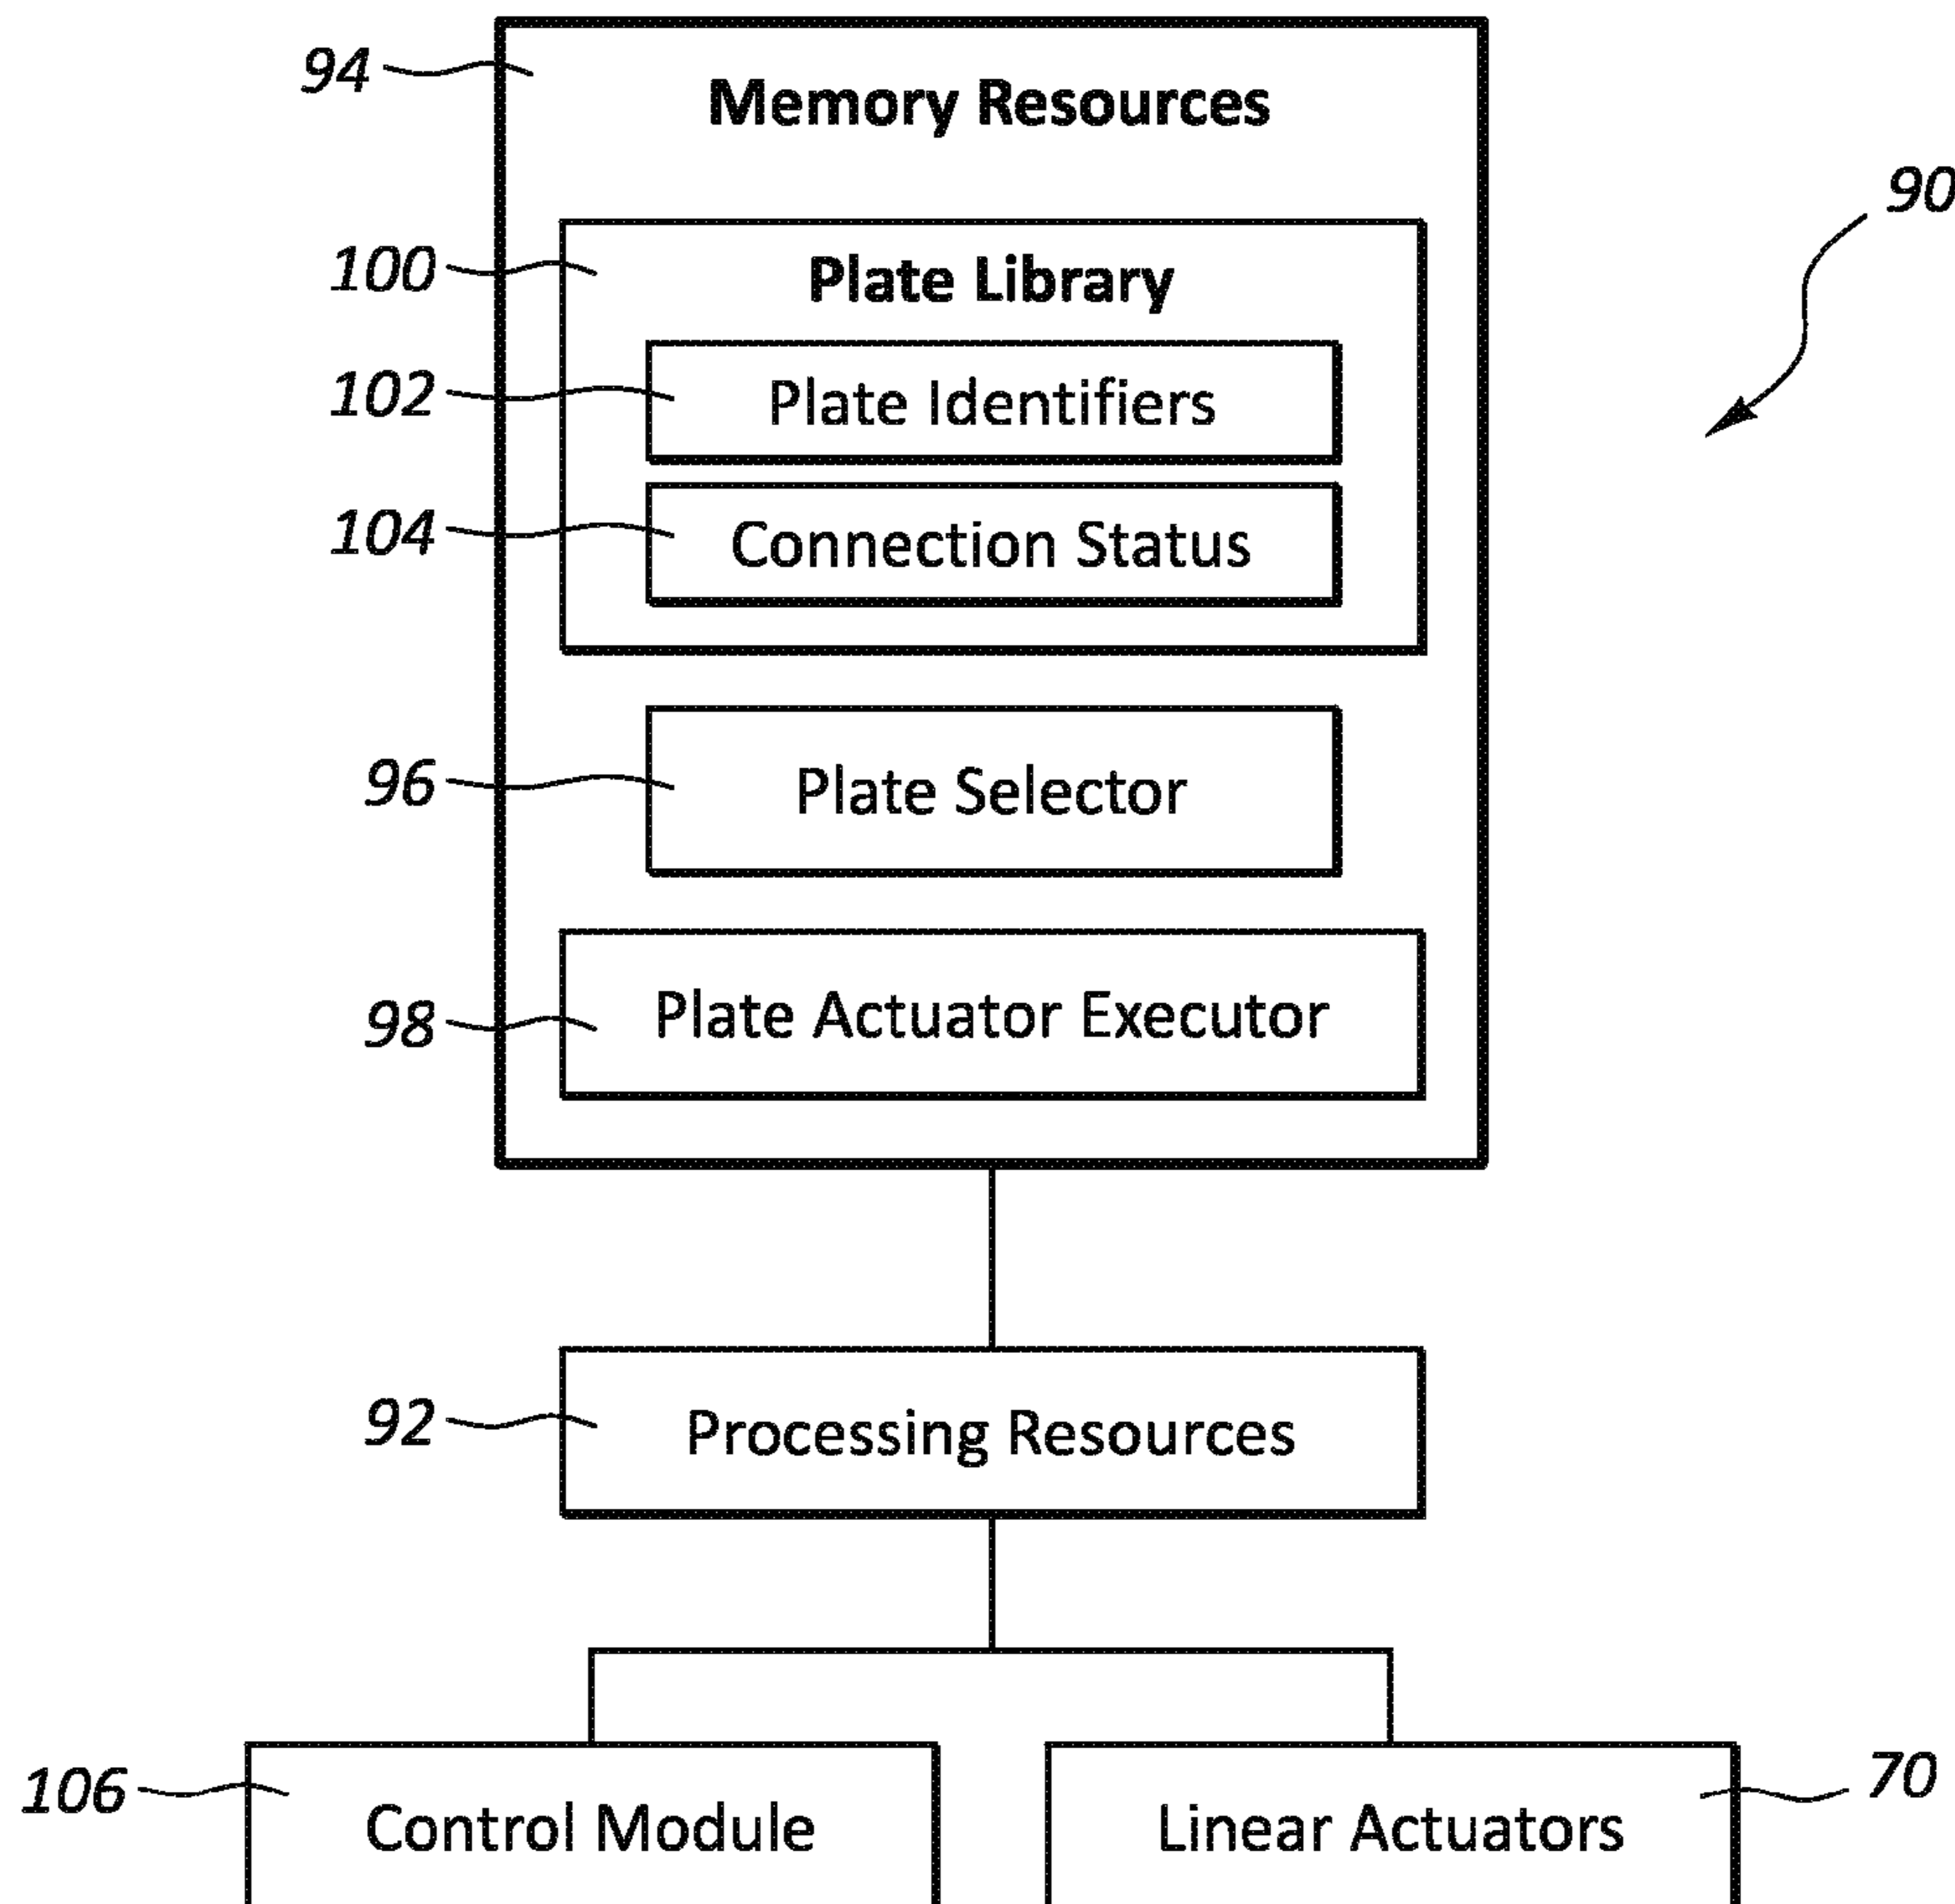 94
Memory Resources
90
100
Plate Library
102
Plate Identifiers
104
Connection Status
96
Plate Selector
98
Plate Actuator Executor
92
Processing Resources
106
Control Module
Linear Actuators
70